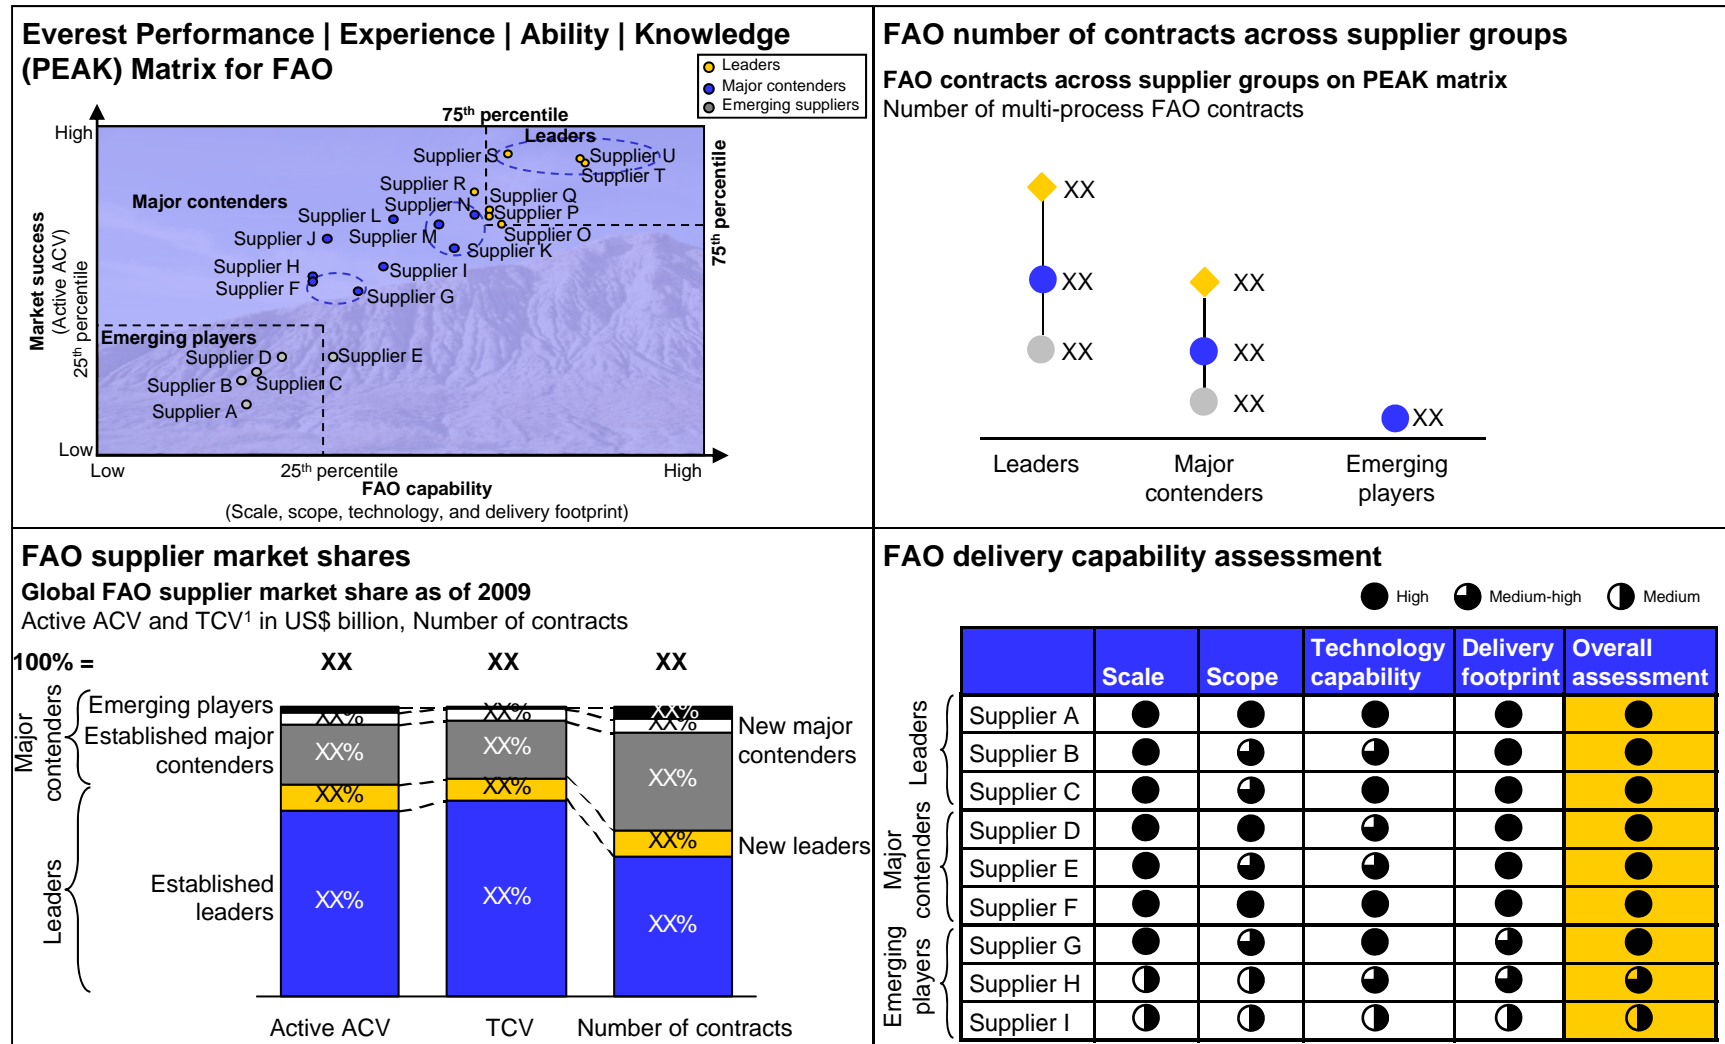 Everest Performance | Experience | Ability | Knowledge
(PEAK) Matrix for FAO
Leaders
Major contenders
Emerging suppliers
75th percentile
High
Leaders
Supplier S
Supplier U
Supplier T
75th percentile
Supplier R
Supplier Q
Major contenders
Supplier N
Supplier P
Supplier L
Supplier O
Supplier J
Supplier M
Supplier K
Supplier H
Supplier I
Supplier F
Supplier G
Market success
(Active ACV)
25th percentile
Emerging players
Supplier D
Supplier E
Supplier B
Supplier C
Supplier A
Low
Low
25th percentile
High
FAO capability
(Scale, scope, technology, and delivery footprint)
FAO number of contracts across supplier groups
FAO contracts across supplier groups on PEAK matrix
Number of multi-process FAO contracts
XX
XX
XX
XX
XX
XX
XX
Leaders
Major
contenders
Emerging
players
FAO supplier market shares
Global FAO supplier market share as of 2009
Active ACV and TCV1 in US$ billion, Number of contracts
100% =
XX
XX
XX
Major
contenders
Emerging players
Established major
contenders
Leaders
Established
leaders
XX%
XX%
XX%
XX%
XX%
XX%
XX%
XX%
XX%
XX%
XX%
XX%
XX%
New major
contenders
New leaders
Active ACV
TCV
Number of contracts
FAO delivery capability assessment
High
Medium-high
Medium
Scale
Scope
Technology
capability
Delivery
footprint
Overall
assessment
Leaders
Supplier A
Supplier B
Supplier C
Major
contenders
Supplier D
Supplier E
Supplier F
Emerging
players
Supplier G
Supplier H
Supplier I